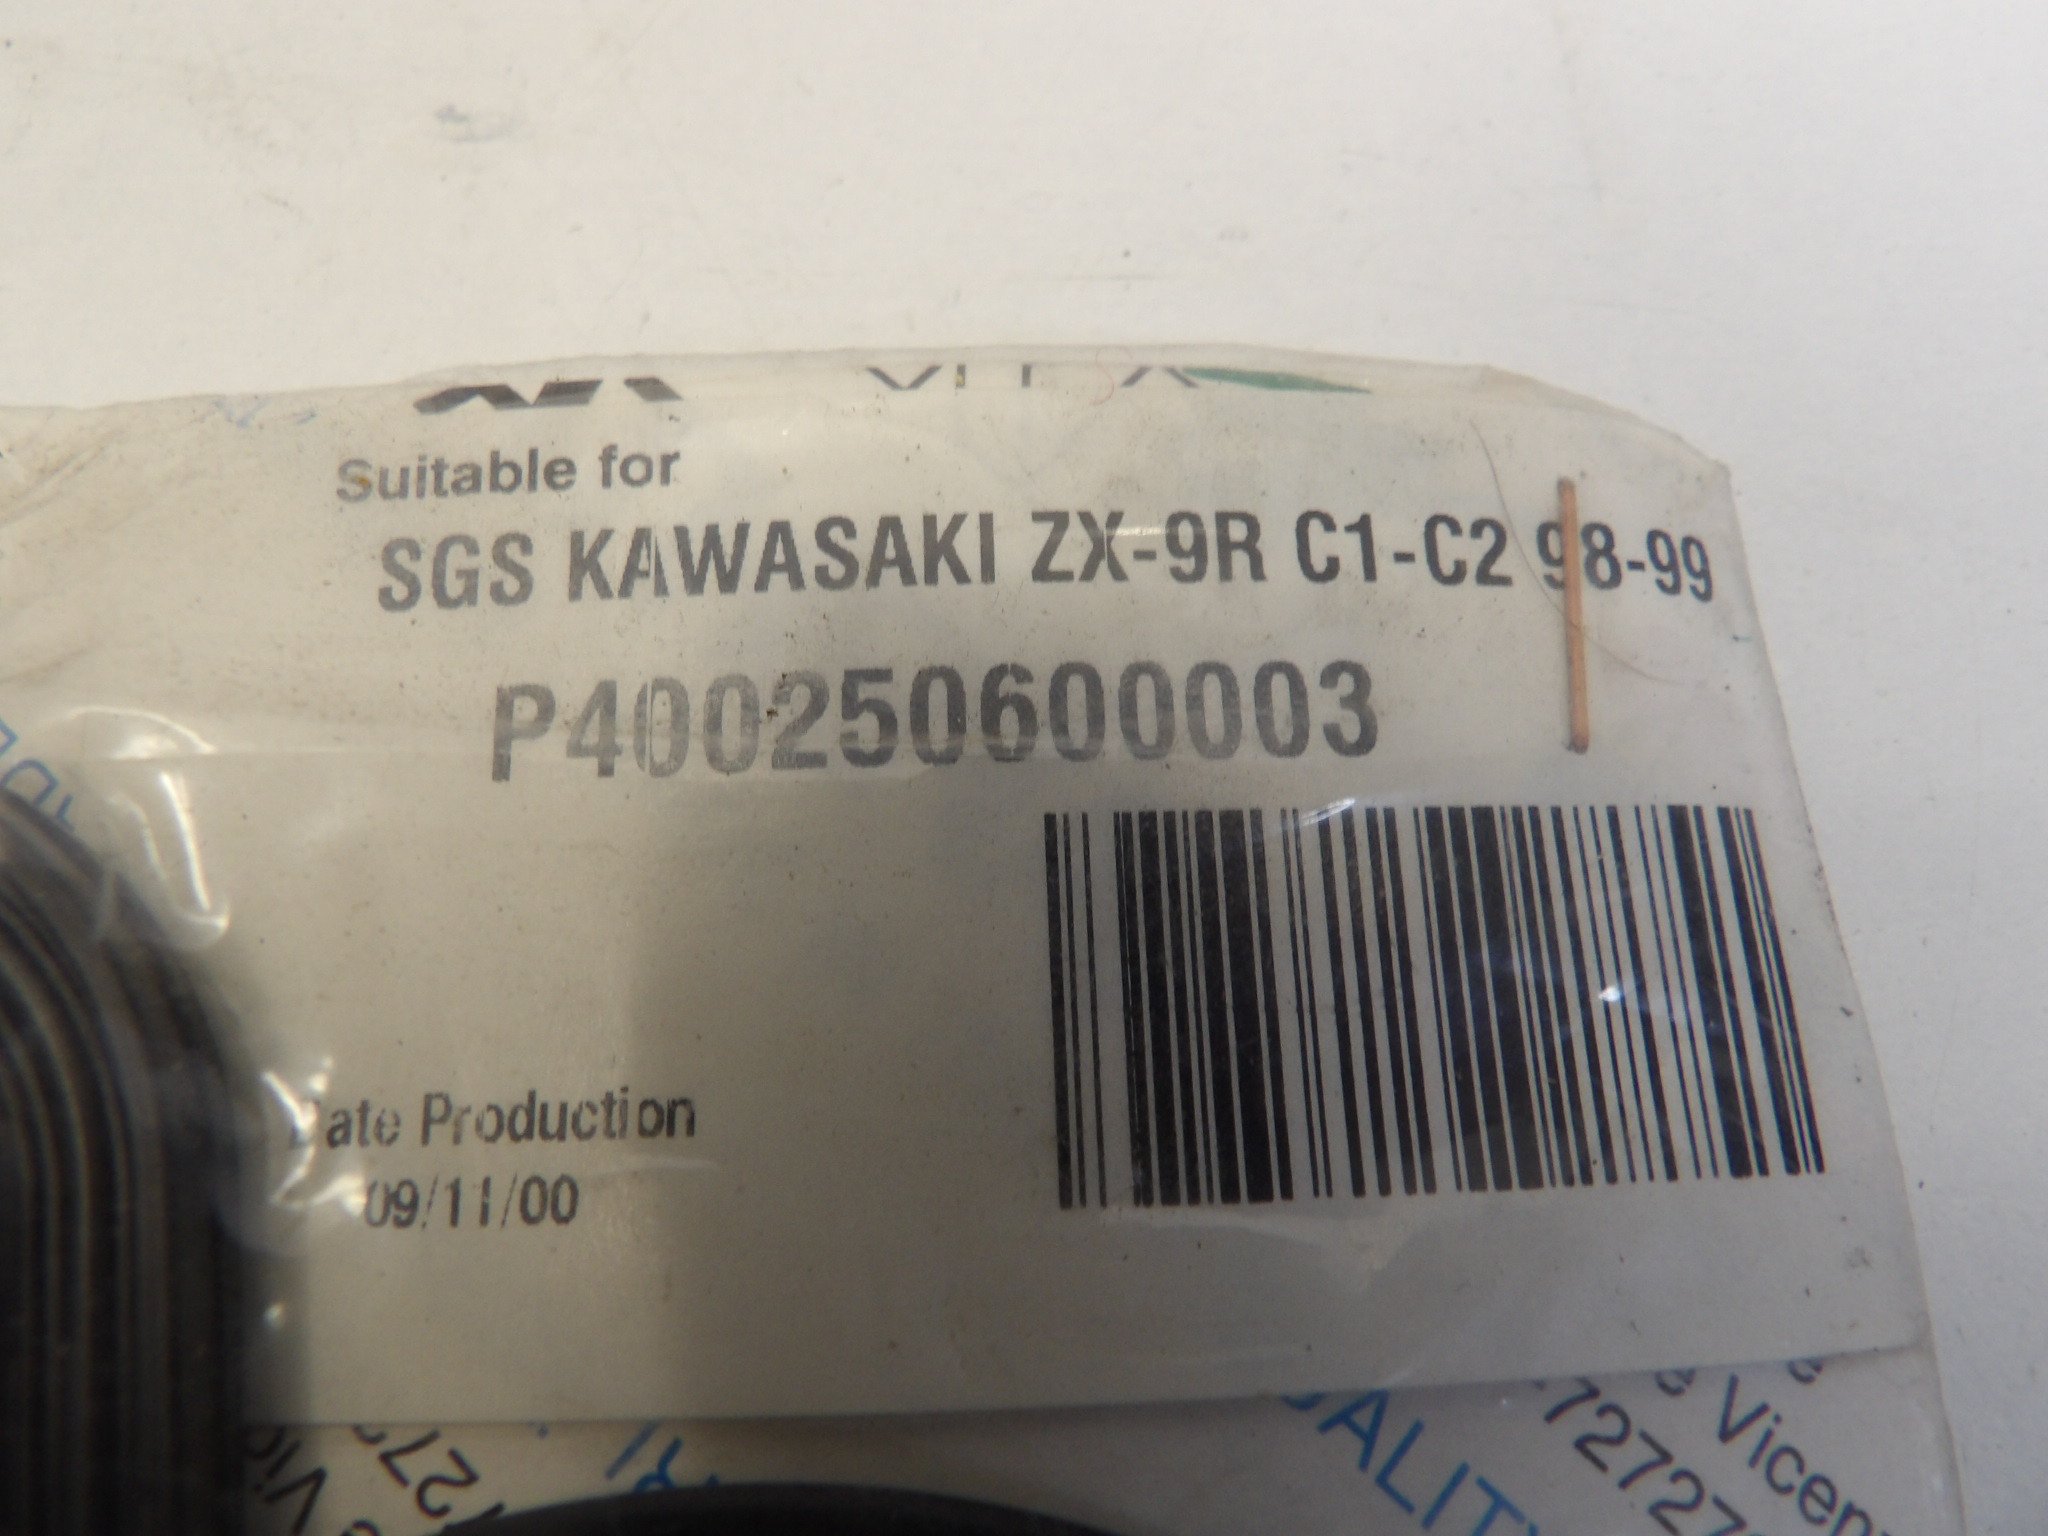 Suitable for
SGS KAWASAKI ZX-9R C1-C2 98-99
P400250600003
Date Production
09/11/00